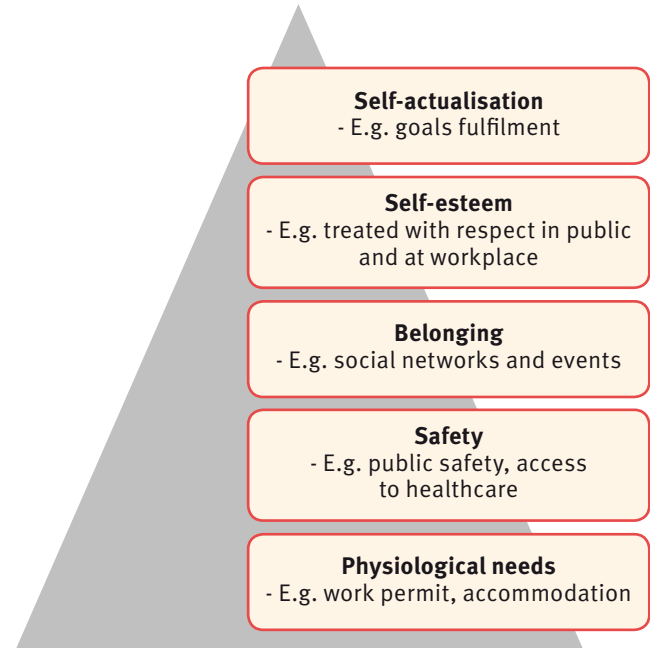 Self-actualisation
- E.g. goals fulfilment
Self-esteem
- E.g. treated with respect in public
and at workplace
Belonging
- E.g. social networks and events
Safety
- E.g. public safety, access
to healthcare
Physiological needs
- E.g. work permit, accommodation